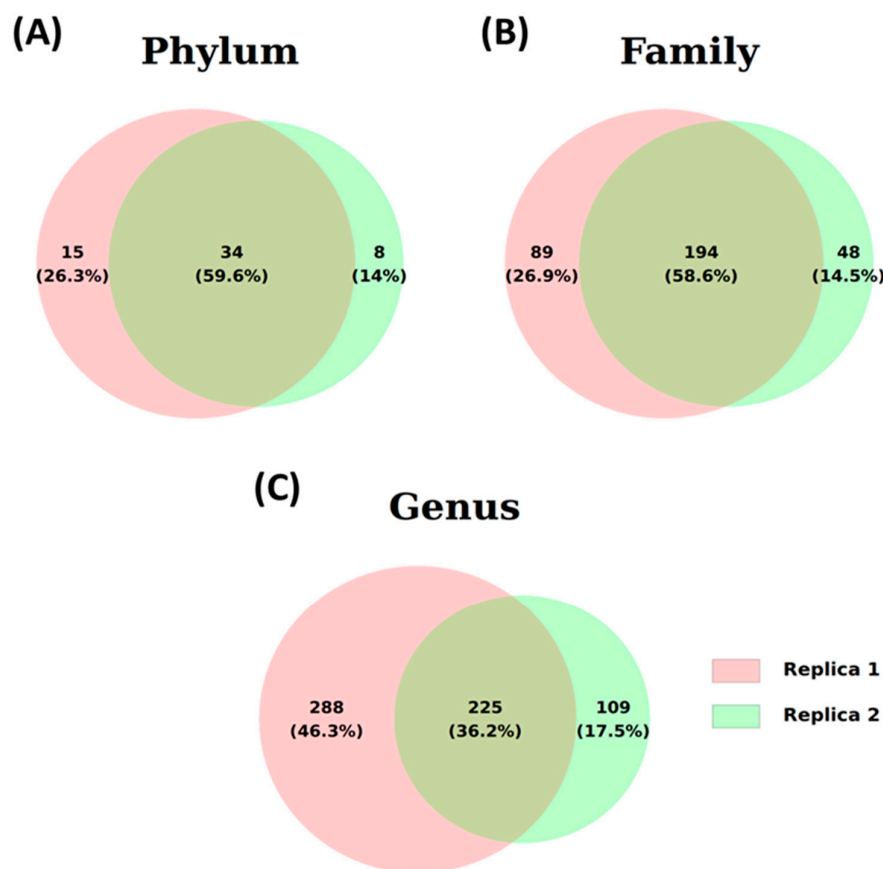 (A)
Phylum
15
(26.3%)
34
(59.6%)
8
(14%)
(B)
Family
89
(26.9%)
194
(58.6%)
48
(14.5%)
(C)
Genus
288
(46.3%)
225
(36.2%)
109
(17.5%)
Replica 1
Replica 2